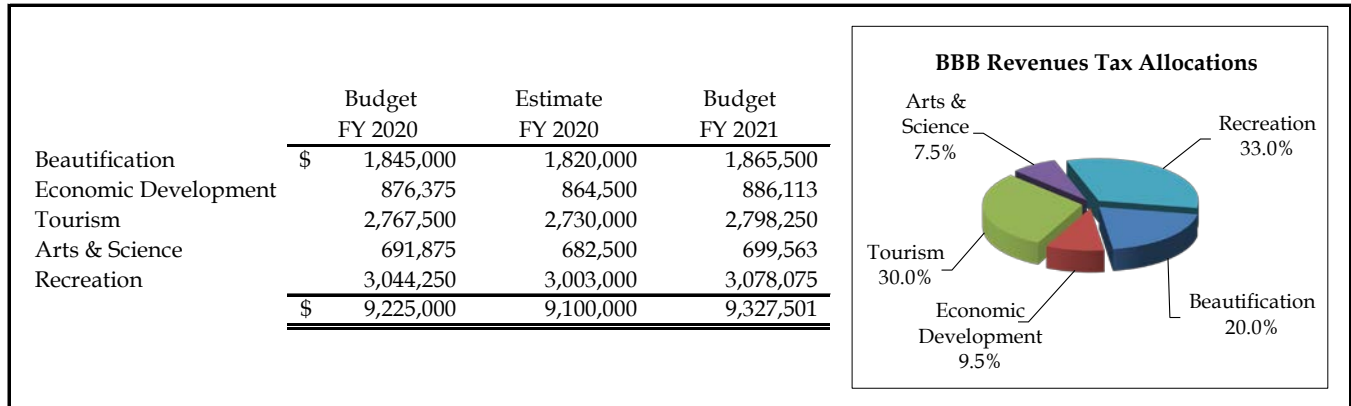 Budget Estimate Budget
FY 2020 FY 2020 FY 2021
Beautification $ 1,845,000 1,820,000 1,865,500
Economic Development 876,375 864,500 886,113
Tourism 2,767,500 2,730,000 2,798,250
Arts & Science 691,875 682,500 699,563
Recreation 3,044,250 3,003,000 3,078,075
$ 9,225,000 9,100,000 9,327,501
BBB Revenues Tax Allocations
Arts &
Science
7.5%
Recreation
33.0%
Tourism
30.0%
Economic
Development
9.5%
Beautification
20.0%